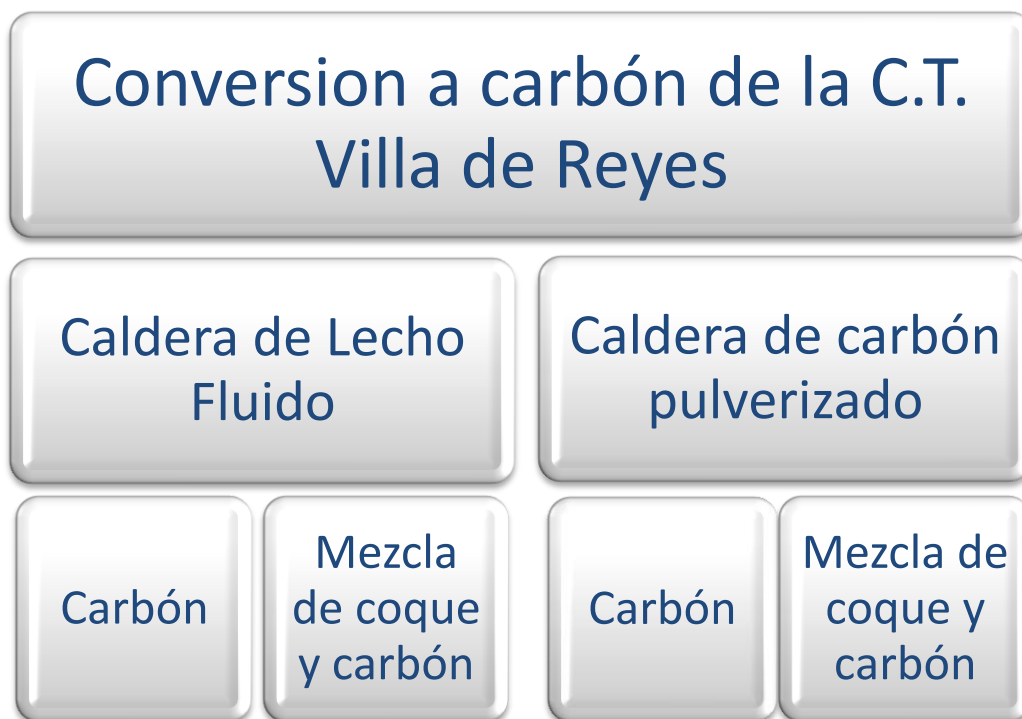 Conversion a carbón de la C.T.
Villa de Reyes
Caldera de Lecho
Fluido
Caldera de carbón
pulverizado
Carbón
Mezcla
de coque
y carbón
Carbón
Mezcla de
coque y
carbón